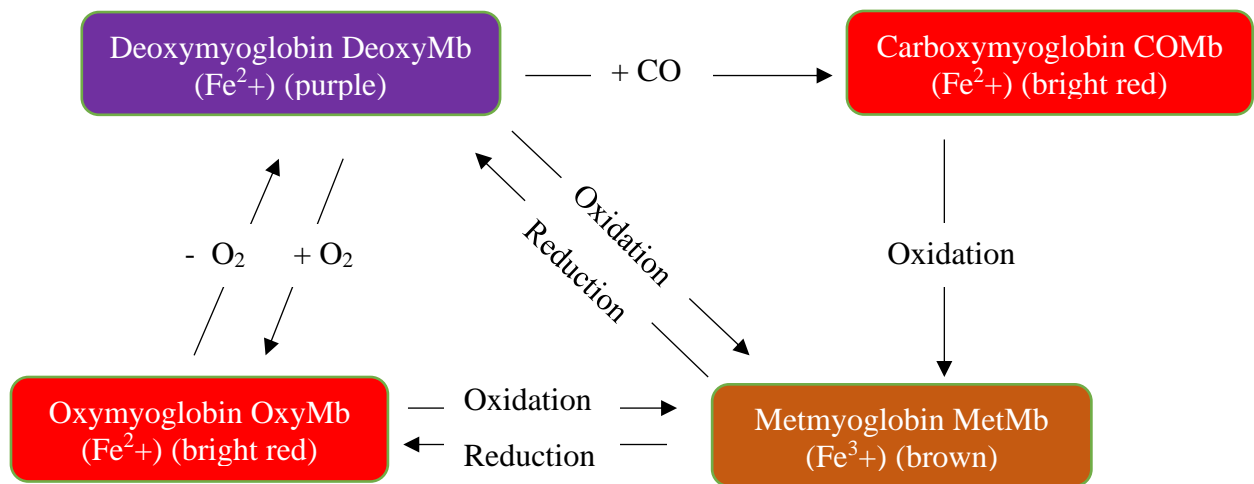 Deoxymyoglobin DeoxyMb
(Fe²+) (purple)
+ CO
Carboxymyoglobin COMb
(Fe²+) (bright red)
Oxidation
Reduction
- O₂
+ O₂
Oxidation
Oxymyoglobin OxyMb
(Fe²+) (bright red)
Oxidation
Reduction
Metmyoglobin MetMb
(Fe³+) (brown)